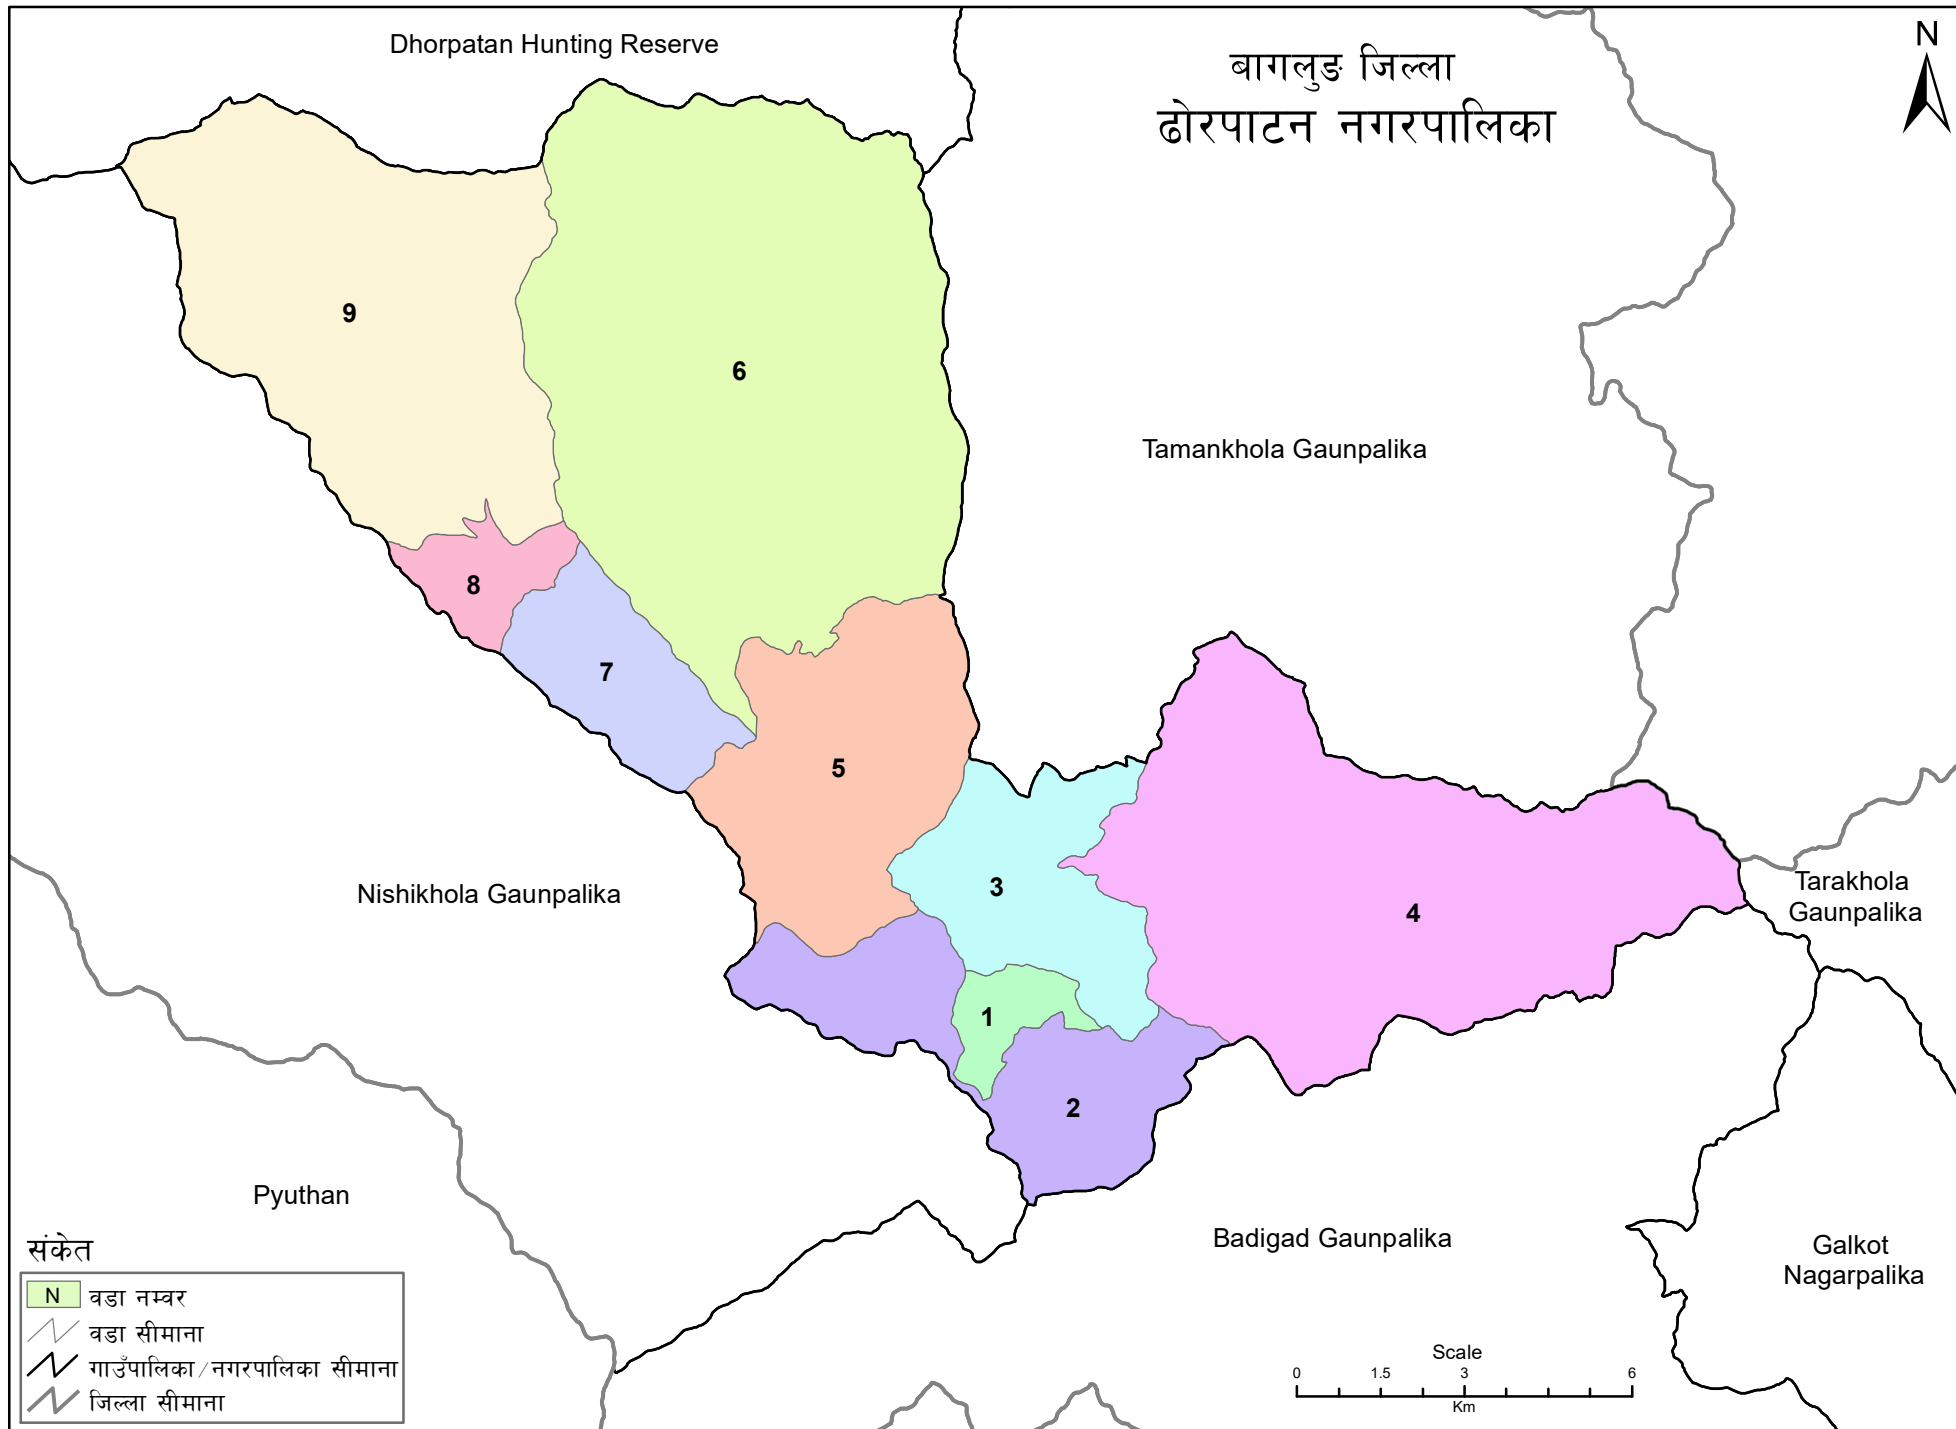 Dhorpatan Hunting Reserve
बागलुङ जिल्ला
ढोरपाटन नगरपालिका
N
9
6
Tamankhola Gaunpalika
8
7
5
3
4
Nishikhola Gaunpalika
Tarakhola
Gaunpalika
1
2
Pyuthan
Badigad Gaunpalika
Galkot
Nagarpalika
संकेत
N वडा नम्वर
वडा सीमाना
गाउँपालिका/नगरपालिका सीमाना
जिल्ला सीमाना
Scale
0 1.5 3 6
Km